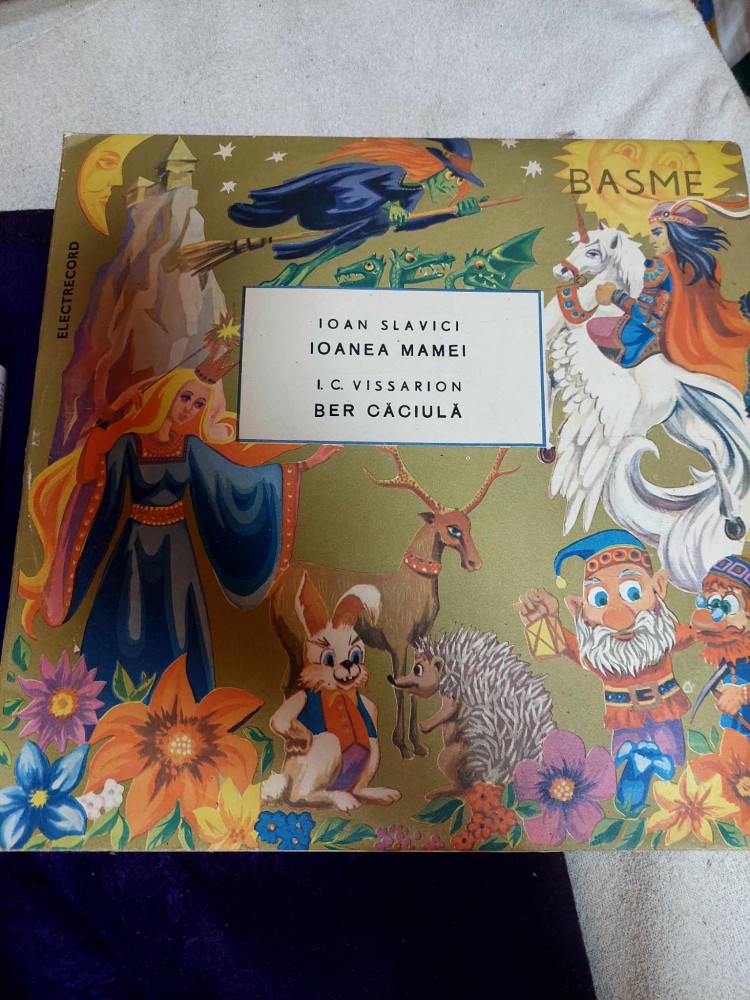 BASME
ELECTRECORD
IOAN SLAVICI
IOANEA MAMEI
I.C. VISSARION
BER CĂCIULĂ